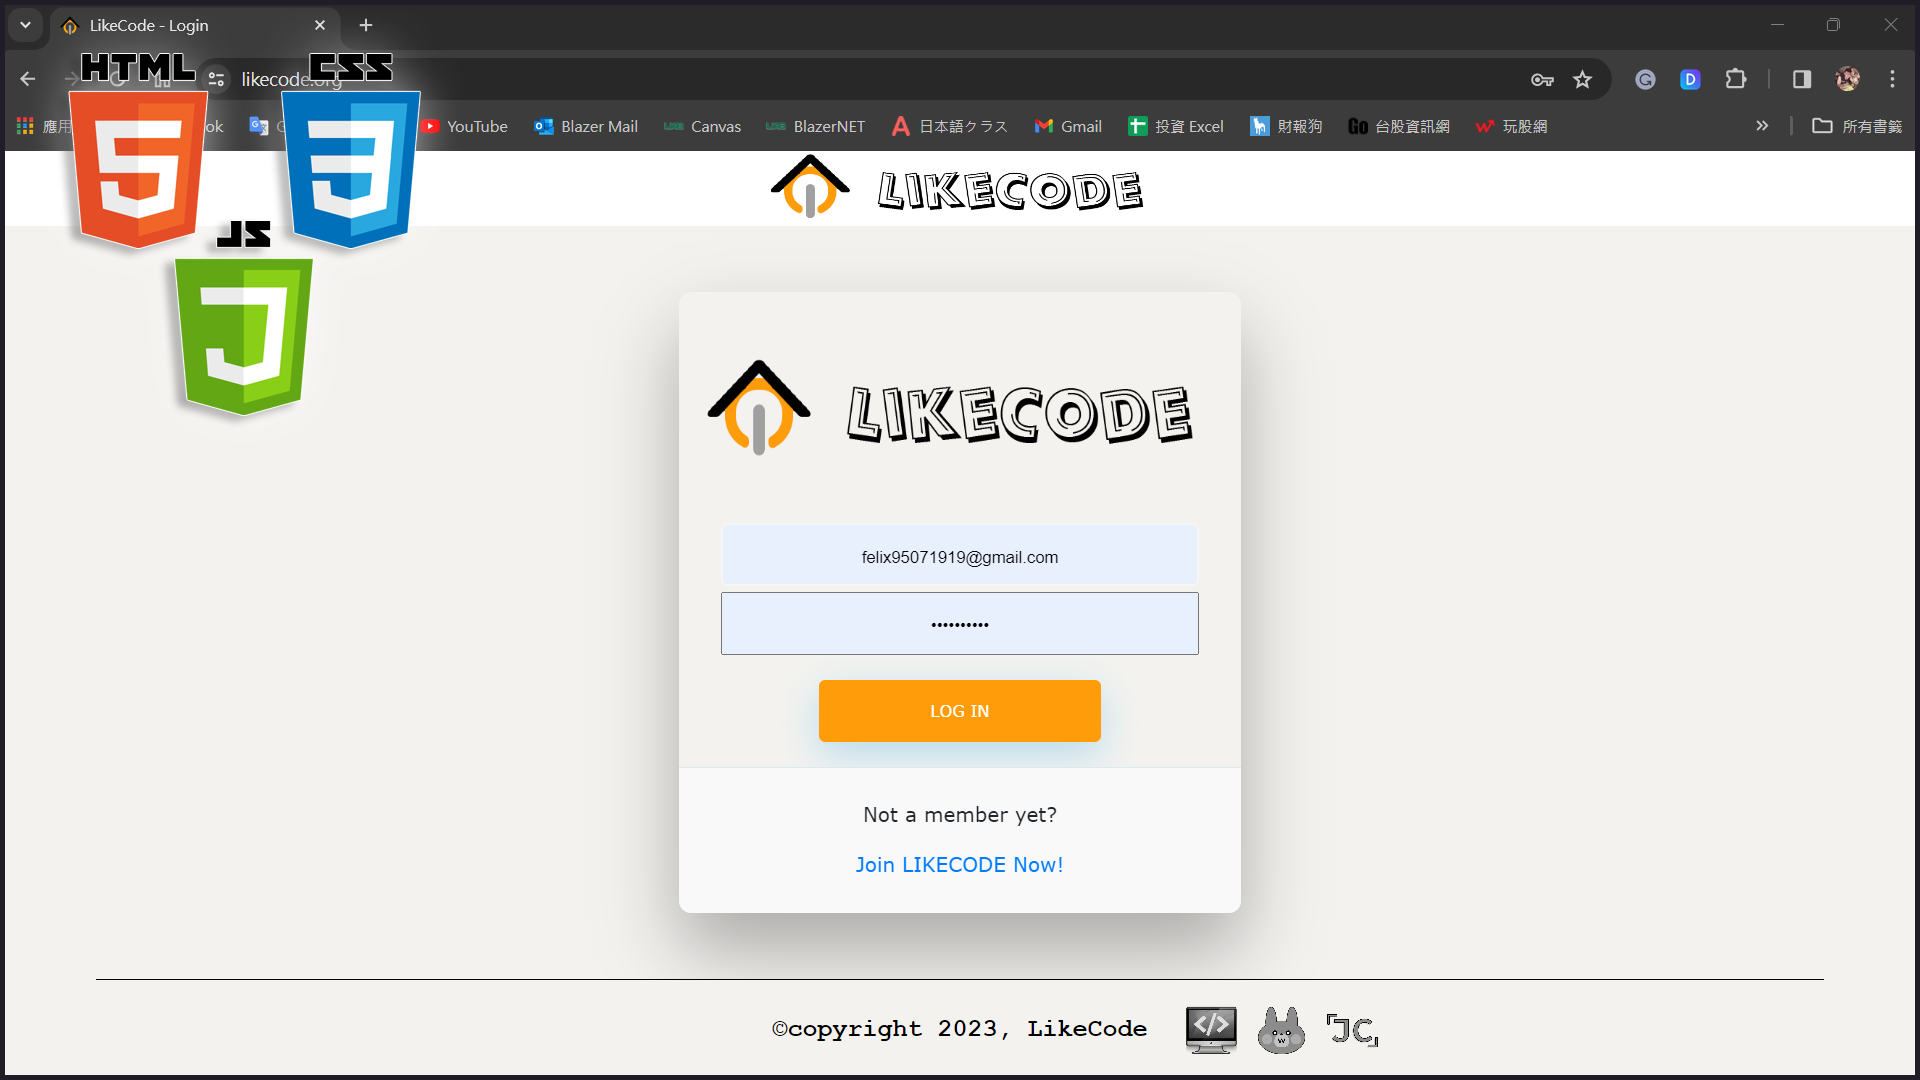 LikeCode - Login
HTML
CSS
likecode.org
應用
ok
G
YouTube
Blazer Mail
Canvas
BlazerNET
日本語クラス
Gmail
投資 Excel
財報狗
台股資訊網
玩股網
所有書籤
LIKECODE
JS
LIKECODE
felix95071919@gmail.com
••••••••••
LOG IN
Not a member yet?
Join LIKECODE Now!
©copyright 2023, LikeCode
JC